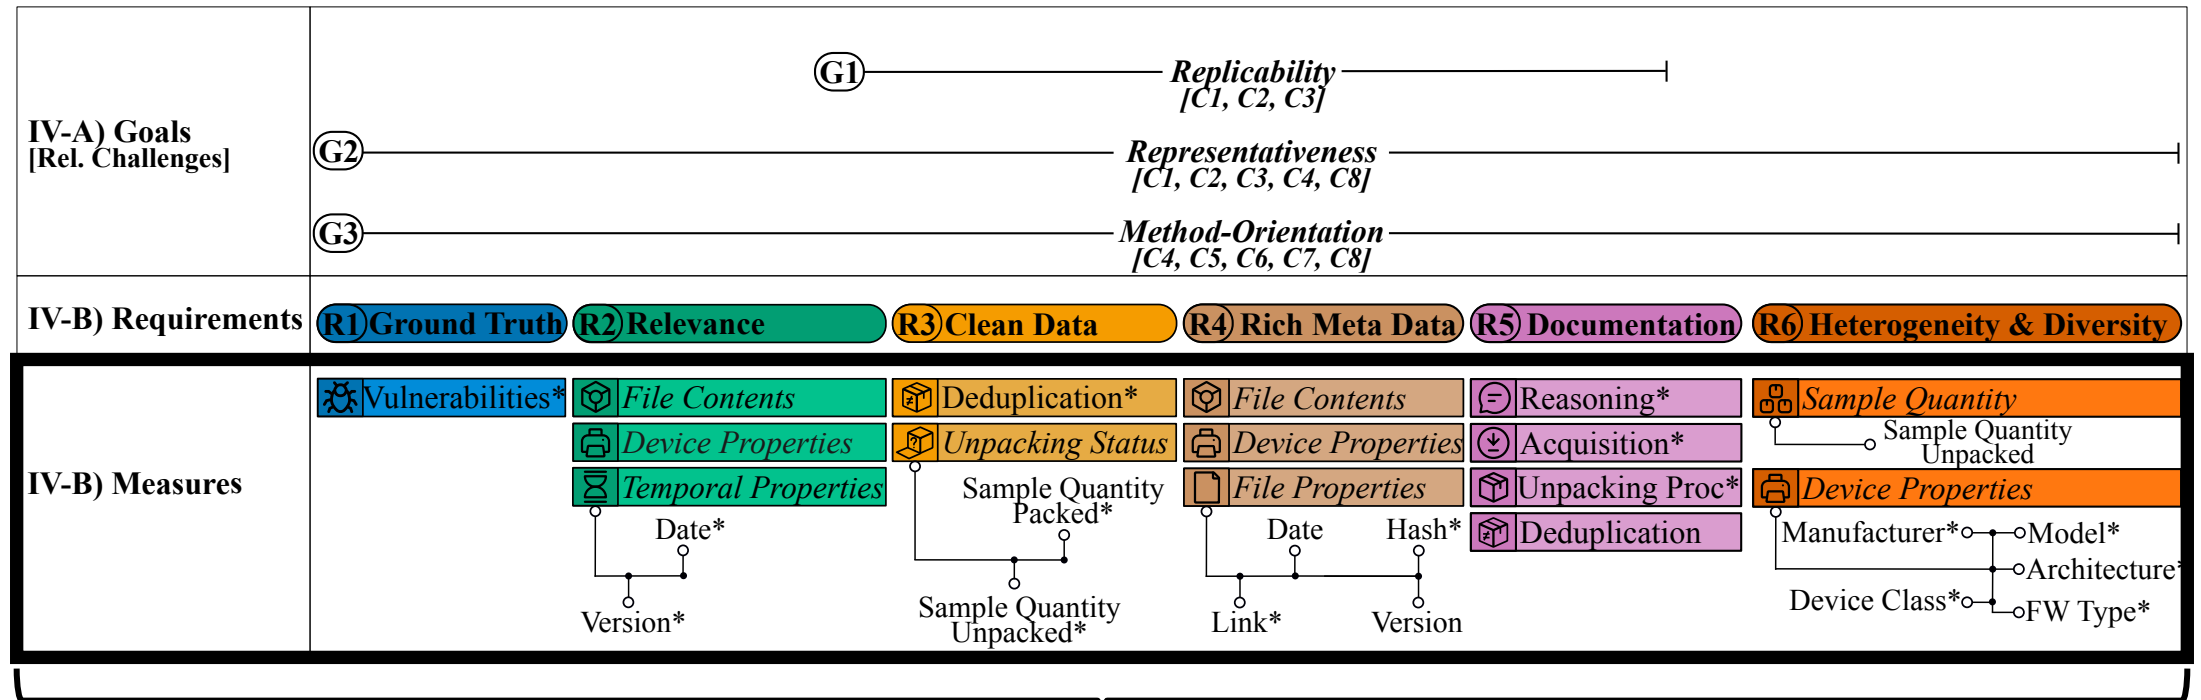 G1 Replicability
[C1, C2, C3]
IV-A) Goals
[Rel. Challenges]
G2 Representativeness
[C1, C2, C3, C4, C8]
G3 Method-Orientation
[C4, C5, C6, C7, C8]
IV-B) Requirements
R1 Ground Truth
R2 Relevance
R3 Clean Data
R4 Rich Meta Data
R5 Documentation
R6 Heterogeneity & Diversity
IV-B) Measures
Vulnerabilities*
File Contents
Device Properties
Temporal Properties
Date*
Version*
Deduplication*
Unpacking Status
Sample Quantity
Packed*
Sample Quantity
Unpacked*
File Contents
Device Properties
File Properties
Date
Hash*
Link*
Version
Reasoning*
Acquisition*
Unpacking Proc*
Deduplication
Sample Quantity
Sample Quantity
Unpacked
Device Properties
Manufacturer*
Model*
Architecture*
Device Class*
FW Type*